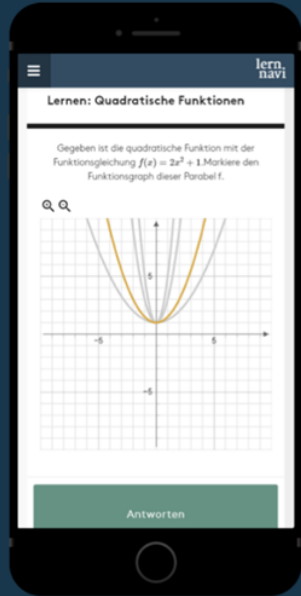 lern.
navi
Lernen: Quadratische Funktionen
Gegeben ist die quadratische Funktion mit der
Funktionsgleichung f(x) = 2x² + 1.Markiere den
Funktionsgraph dieser Parabel f.
5
-5
5
-5
Antworten